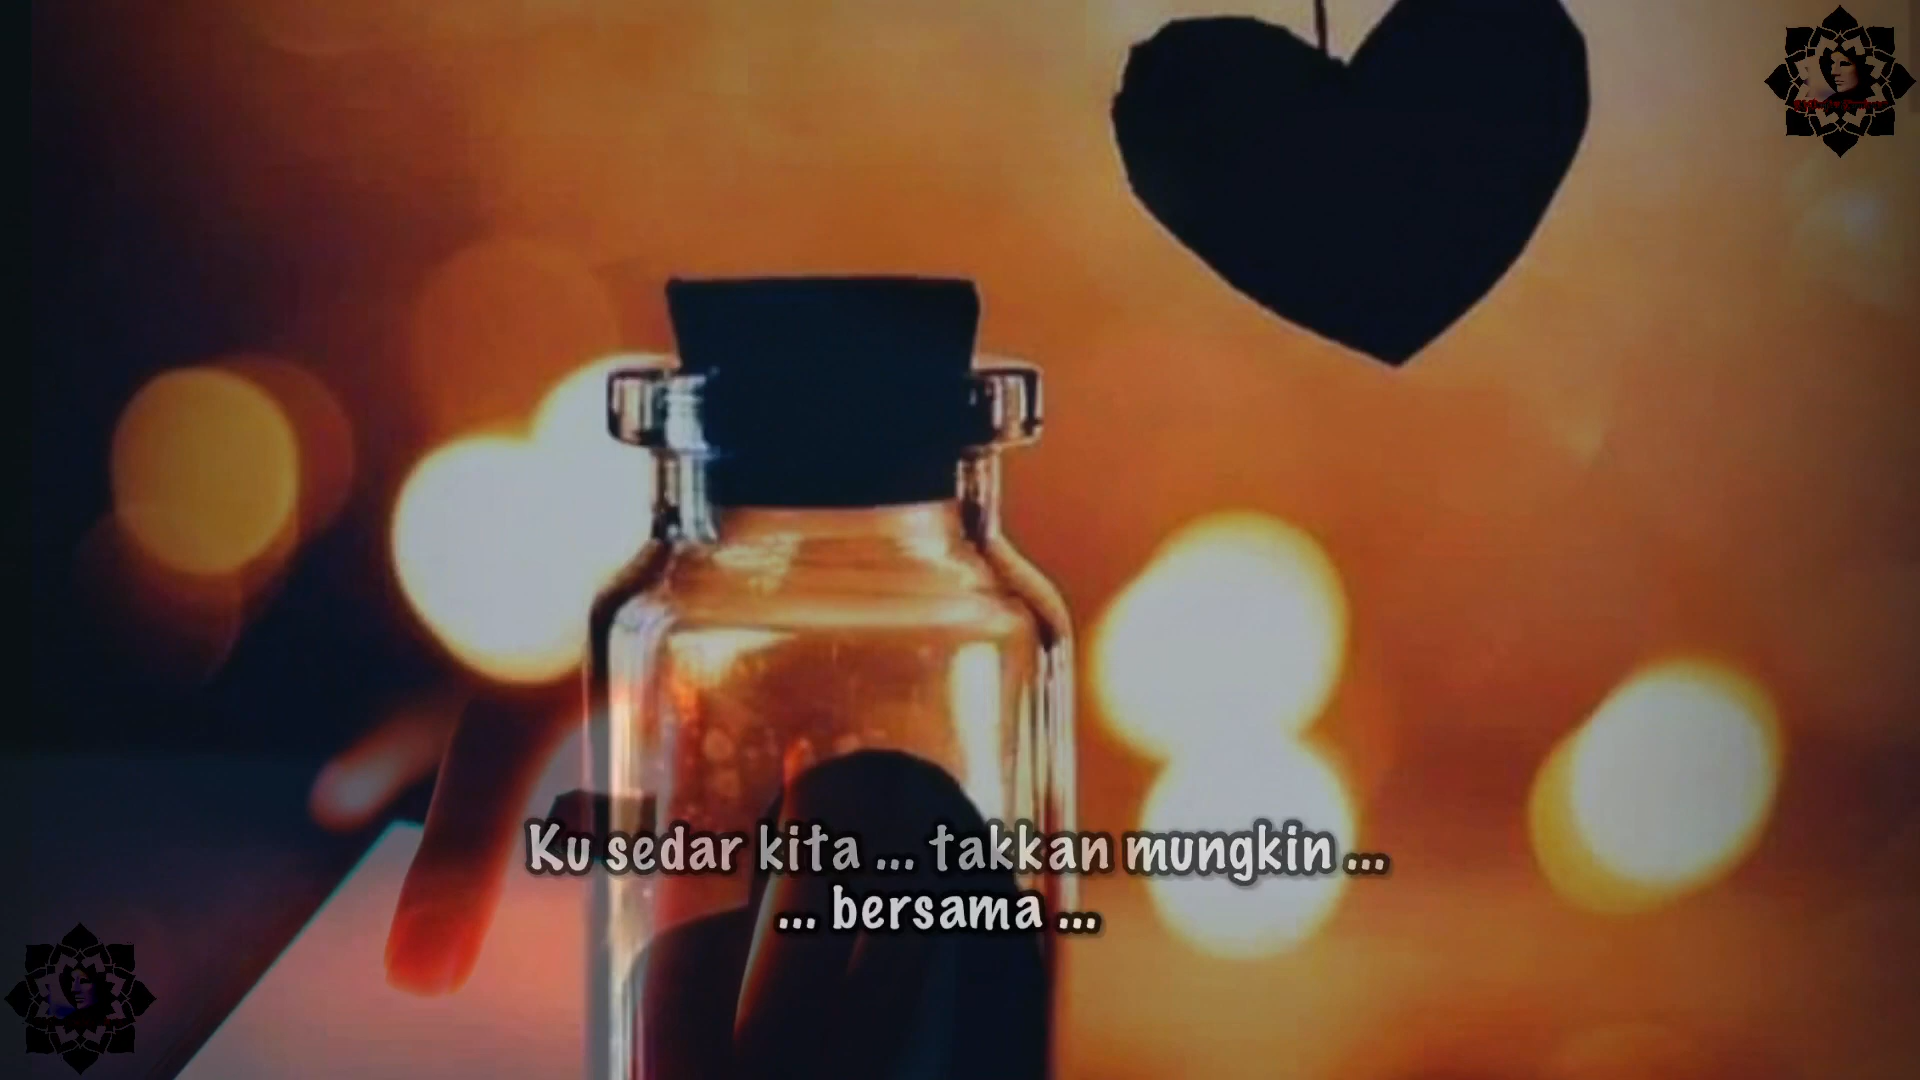 Ku sedar kita ... takkan mungkin ...
... bersama ...